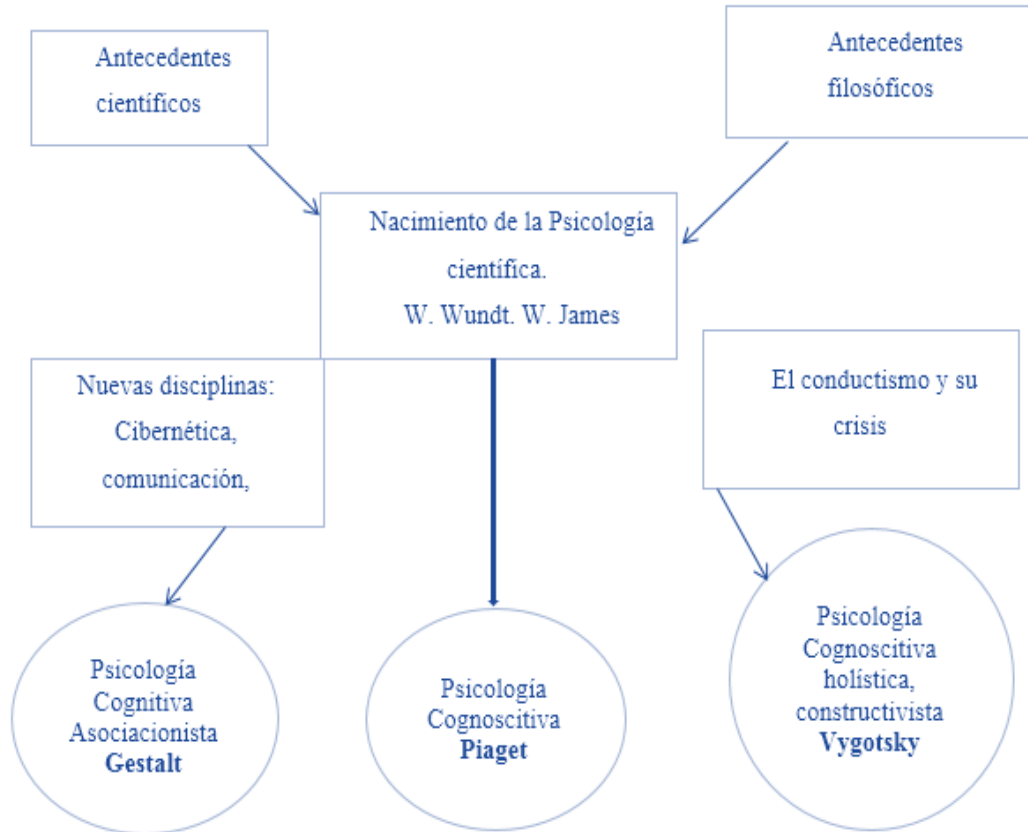 Antecedentes
científicos
Antecedentes
filosóficos
Nacimiento de la Psicología
científica.
W. Wundt. W. James
Nuevas disciplinas:
Cibernética,
comunicación,
El conductismo y su
crisis
Psicología
Cognitiva
Asociacionista
Gestalt
Psicología
Cognoscitiva
Piaget
Psicología
Cognoscitiva
holística,
constructivista
Vygotsky